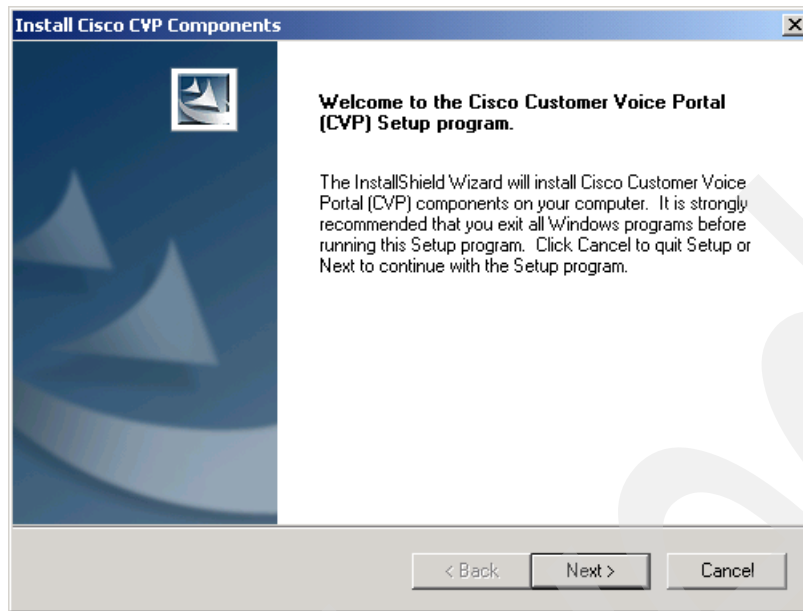 Install Cisco CVP Components
Welcome to the Cisco Customer Voice Portal
(CVP) Setup program.
The InstallShield Wizard will install Cisco Customer Voice
Portal (CVP) components on your computer. It is strongly
recommended that you exit all Windows programs before
running this Setup program. Click Cancel to quit Setup or
Next to continue with the Setup program.
< Back
Next >
Cancel